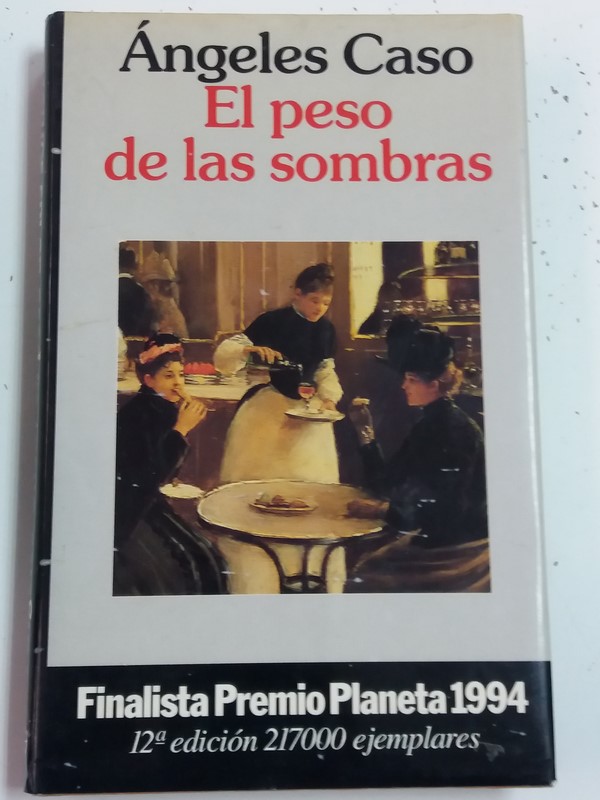 Ángeles Caso
El peso
de las sombras
Finalista Premio Planeta 1994
12ª edición 217000 ejemplares